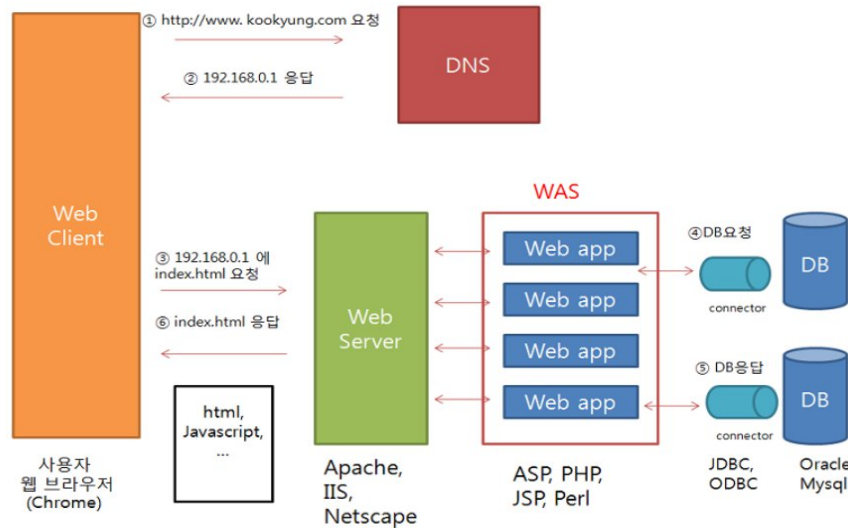 ① http://www. kookyung.com 요청
② 192.168.0.1 응답
DNS
Web
Client
③ 192.168.0.1 에
index.html 요청
⑥ index.html 응답
html,
Javascript,
...
사용자
웹 브라우저
(Chrome)
Web
Server
Apache,
IIS,
Netscape
WAS
Web app
Web app
Web app
Web app
ASP, PHP,
JSP, Perl
④DB요청
connector
DB
⑤ DB응답
connector
DB
JDBC,
ODBC
Oracle
Mysql